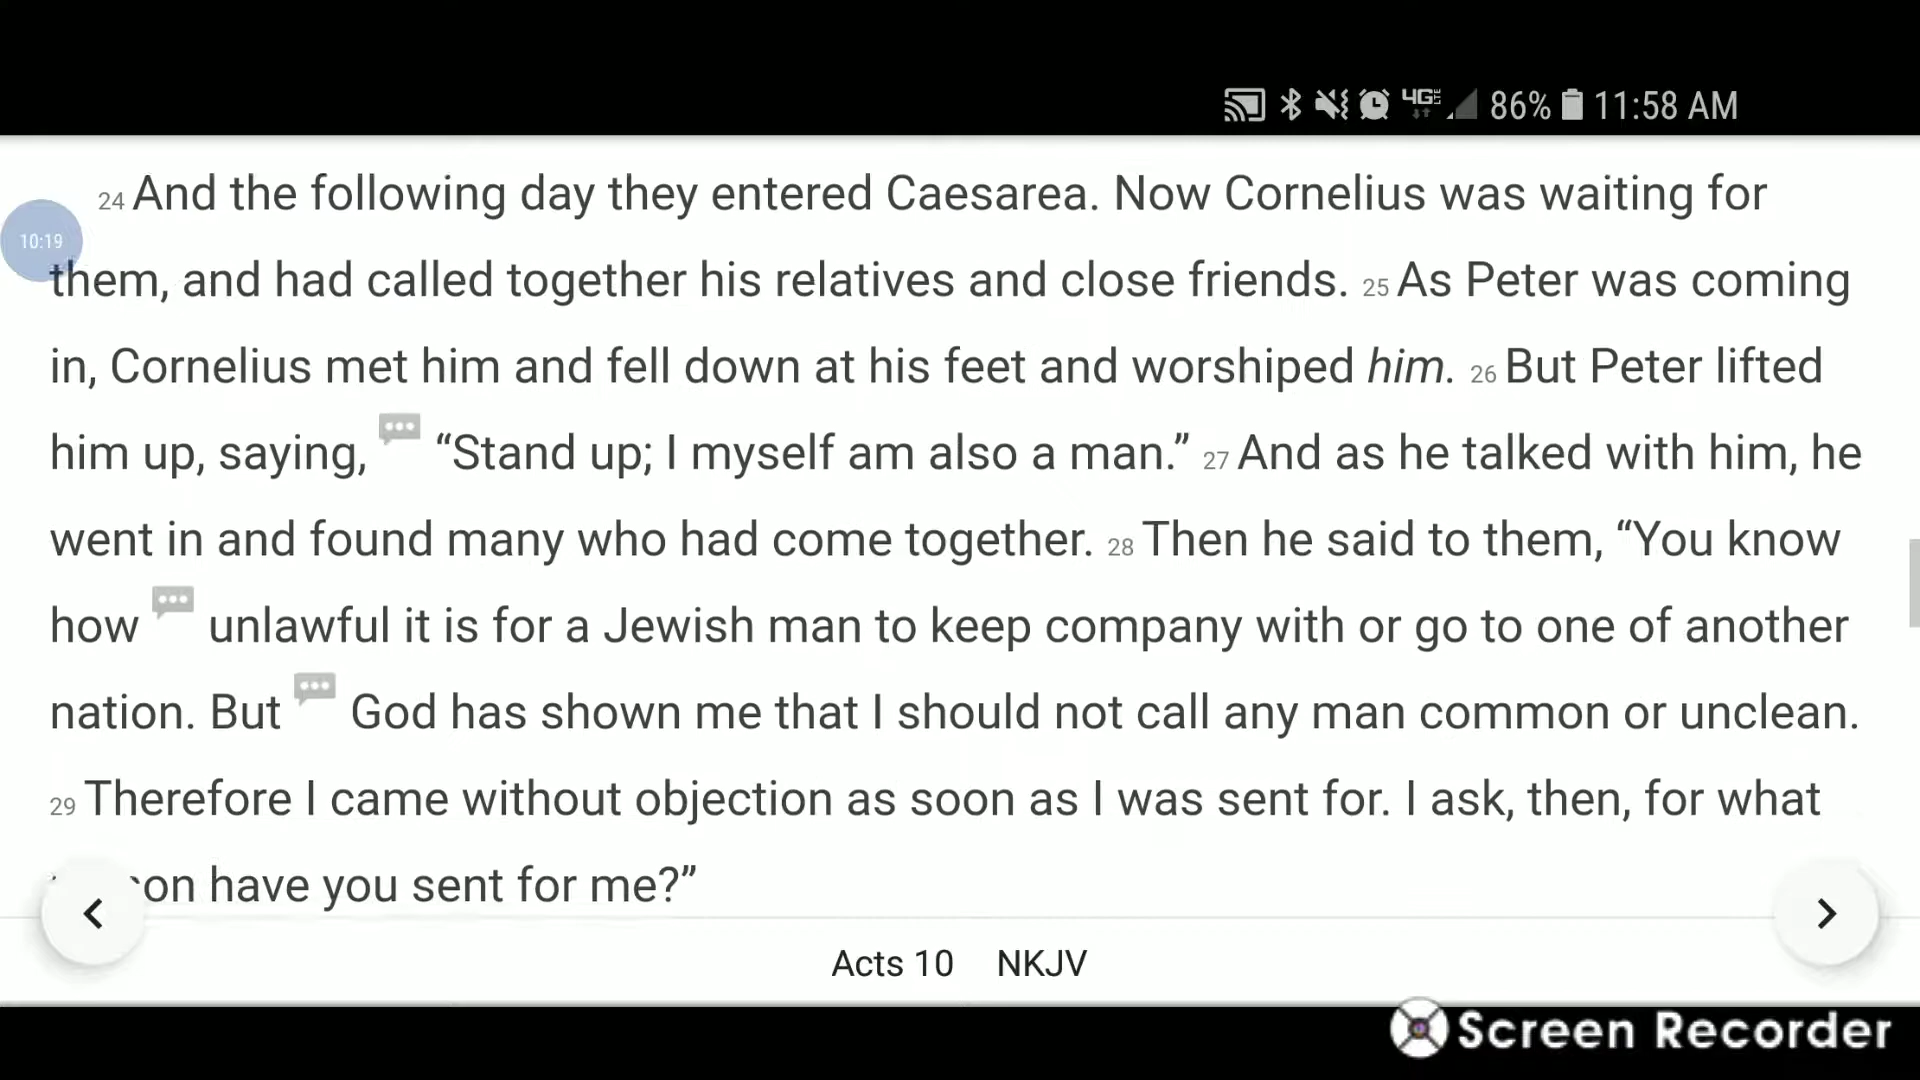 4G LTE 86% 11:58 AM
24 And the following day they entered Caesarea. Now Cornelius was waiting for
10:19
them, and had called together his relatives and close friends. 25 As Peter was coming
in, Cornelius met him and fell down at his feet and worshiped him. 26 But Peter lifted
him up, saying, “Stand up; I myself am also a man.” 27 And as he talked with him, he
went in and found many who had come together. 28 Then he said to them, “You know
how unlawful it is for a Jewish man to keep company with or go to one of another
nation. But God has shown me that I should not call any man common or unclean.
29 Therefore I came without objection as soon as I was sent for. I ask, then, for what
on have you sent for me?”
Acts 10 NKJV
Screen Recorder